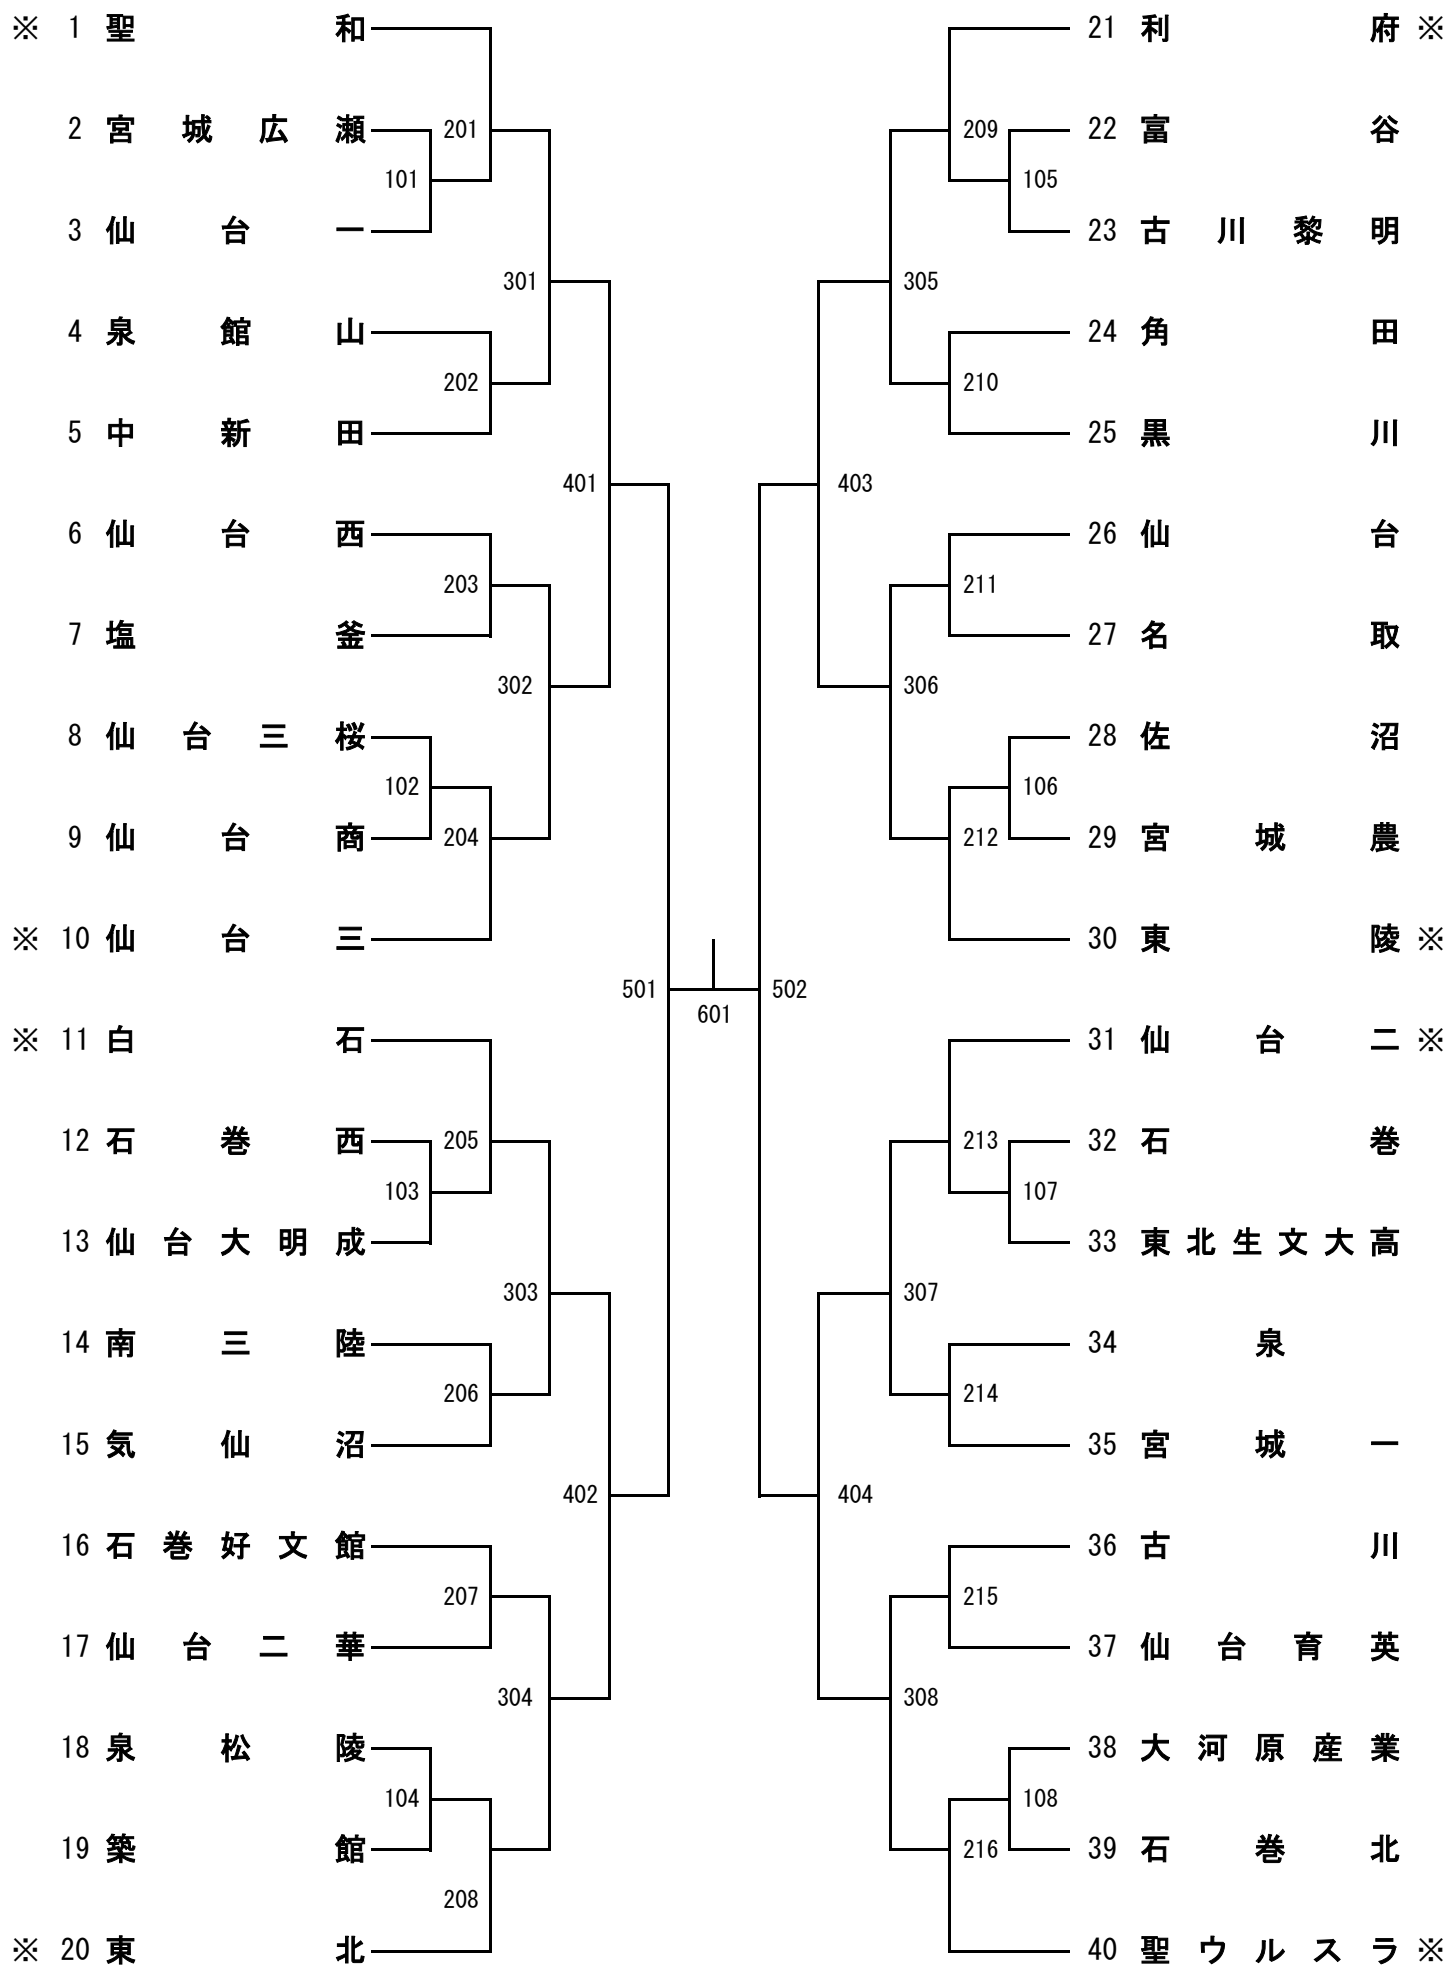 ※ 1 聖和
2 宮城広瀬
201
101
3 仙台一
301
4 泉館山
202
5 中新田
401
6 仙台西
203
7 塩釜
302
8 仙台三桜
102
9 仙台商
204
※ 10 仙台三
501
※ 11 白石
12 石巻西
205
103
13 仙台大明成
303
14 南三陸
206
15 気仙沼
402
16 石巻好文館
207
17 仙台二華
304
18 泉松陵
104
19 築館
208
※ 20 東北
601
21 利府 ※
209
22 富谷
105
23 古川黎明
305
24 角田
210
25 黒川
403
26 仙台
211
27 名取
306
28 佐沼
106
212
29 宮城農
30 東陵 ※
502
31 仙台二 ※
213
32 石巻
107
33 東北生文大高
307
34 泉
214
35 宮城一
404
36 古川
215
37 仙台育英
308
38 大河原産業
108
216
39 石巻北
40 聖ウルスラ ※